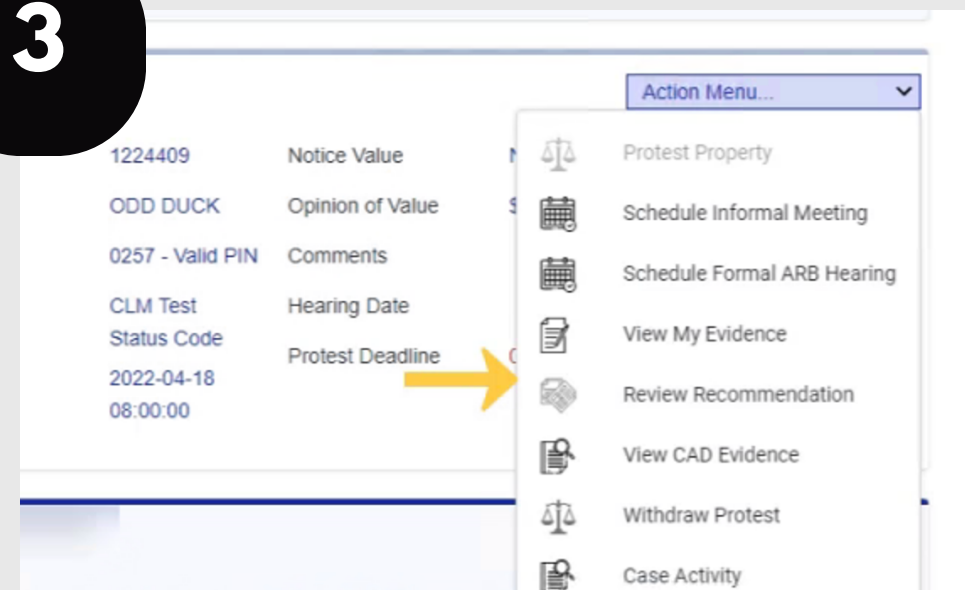 3
Action Menu...
1224409 Notice Value
ODD DUCK Opinion of Value
0257 - Valid PIN Comments
CLM Test Hearing Date
Status Code
Protest Deadline
2022-04-18
08:00:00
Protest Property
Schedule Informal Meeting
Schedule Formal ARB Hearing
View My Evidence
Review Recommendation
View CAD Evidence
Withdraw Protest
Case Activity